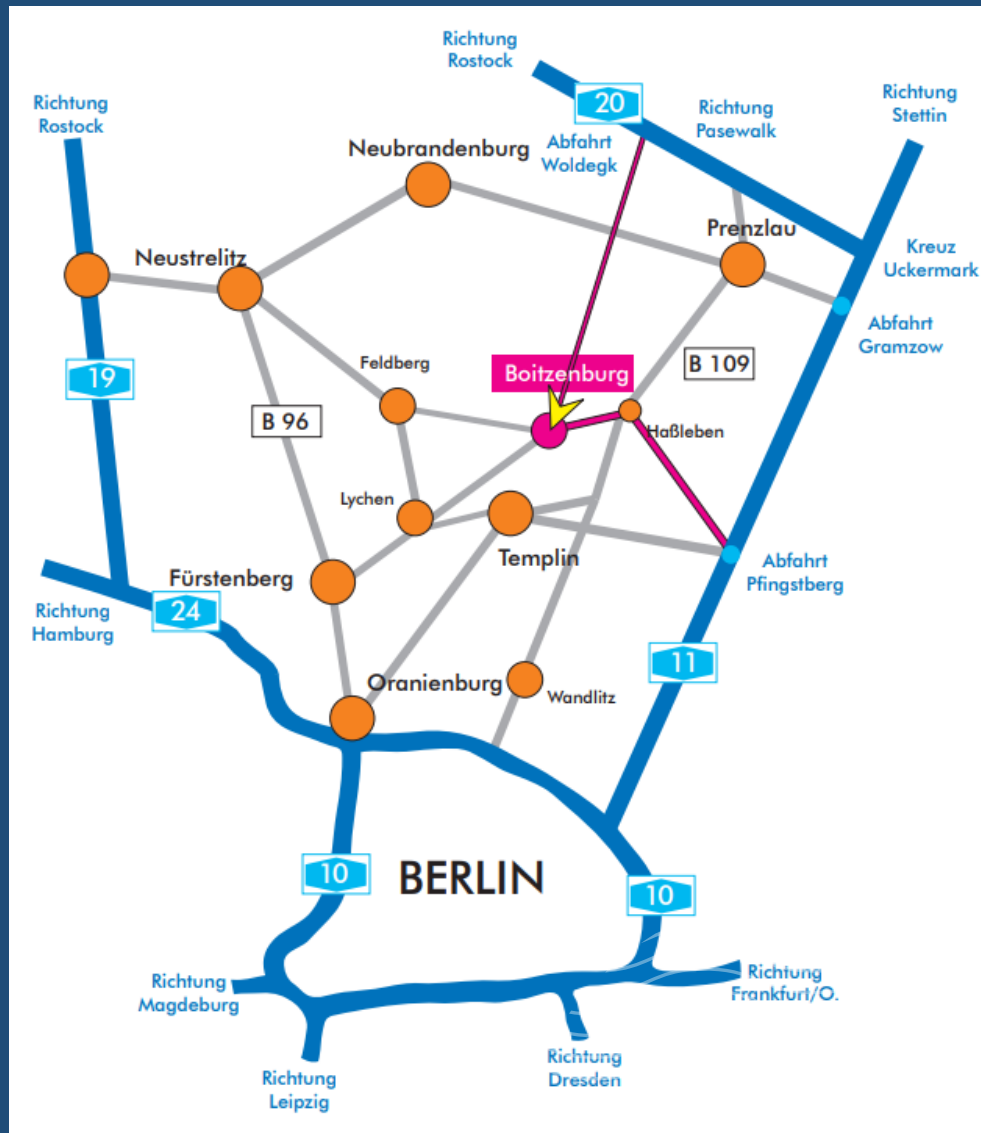 Richtung
Rostock
20
Richtung
Stettin
Richtung
Rostock
Richtung
Pasewalk
Abfahrt
Woldegk
Neubrandenburg
Prenzlau
Kreuz
Uckermark
Neustrelitz
Abfahrt
Gramzow
19
Feldberg
Boitzenburg
B 109
B 96
Haßleben
Lychen
Templin
Abfahrt
Pfingstberg
Fürstenberg
24
Richtung
Hamburg
11
Oranienburg
Wandlitz
10
BERLIN
10
Richtung
Magdeburg
Richtung
Frankfurt/O.
Richtung
Dresden
Richtung
Leipzig